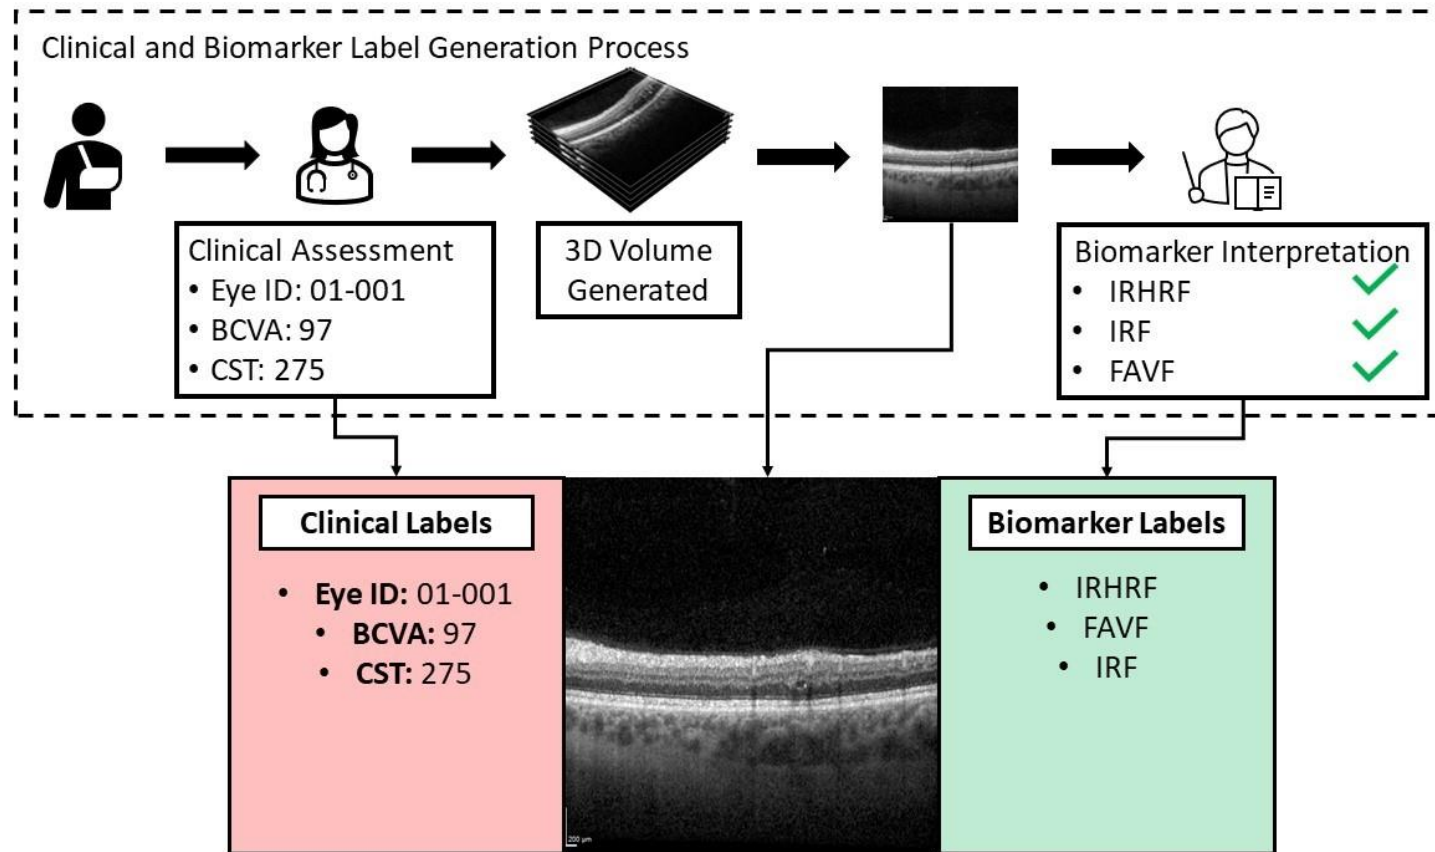 Clinical and Biomarker Label Generation Process
Clinical Assessment
• Eye ID: 01-001
• BCVA: 97
• CST: 275
3D Volume
Generated
Biomarker Interpretation
• IRHRF
• IRF
• FAVF
Clinical Labels
• Eye ID: 01-001
• BCVA: 97
• CST: 275
200 µm
Biomarker Labels
• IRHRF
• FAVF
• IRF